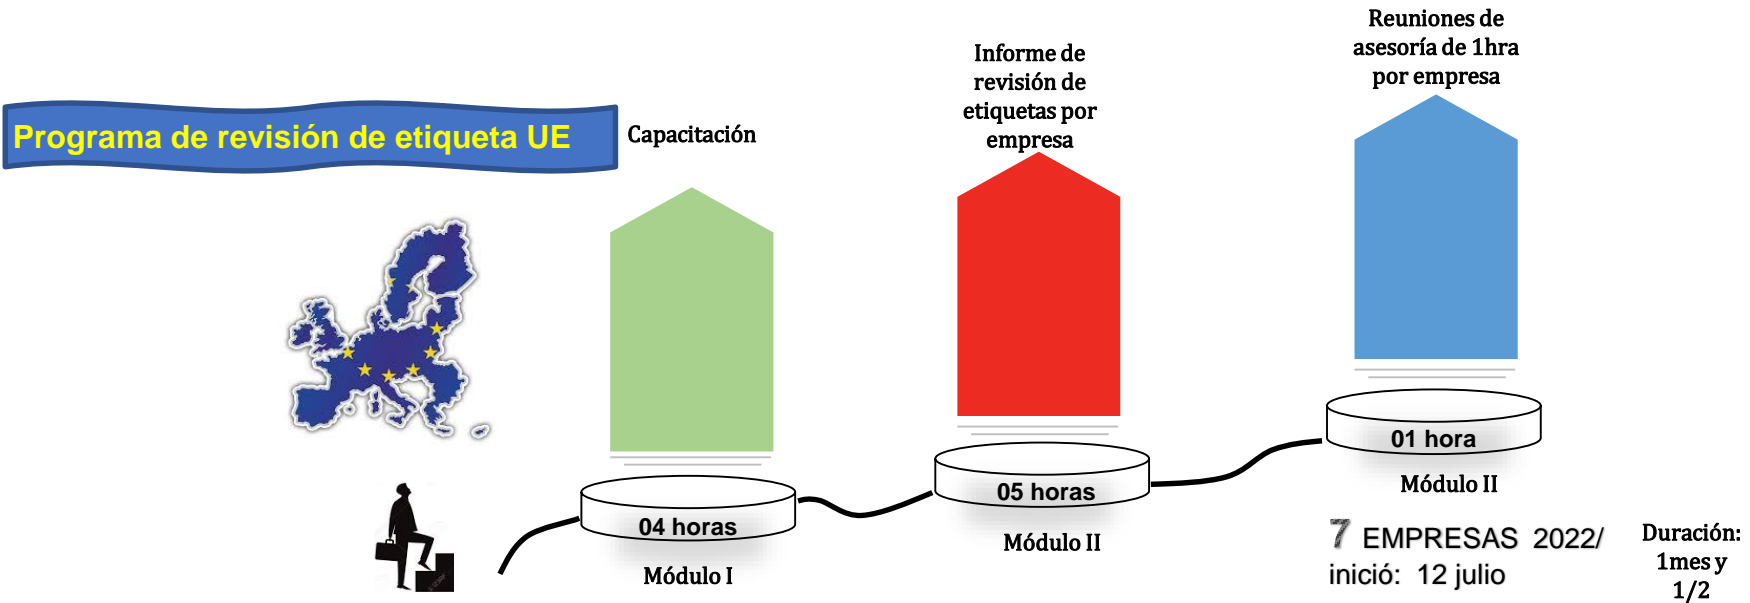 Programa de revisión de etiqueta UE
Capacitación
04 horas
Módulo I
Informe de
revisión de
etiquetas por
empresa
05 horas
Módulo II
Reuniones de
asesoría de 1hra
por empresa
01 hora
Módulo II
7 EMPRESAS 2022/
inició: 12 julio
Duración:
1mes y
1/2